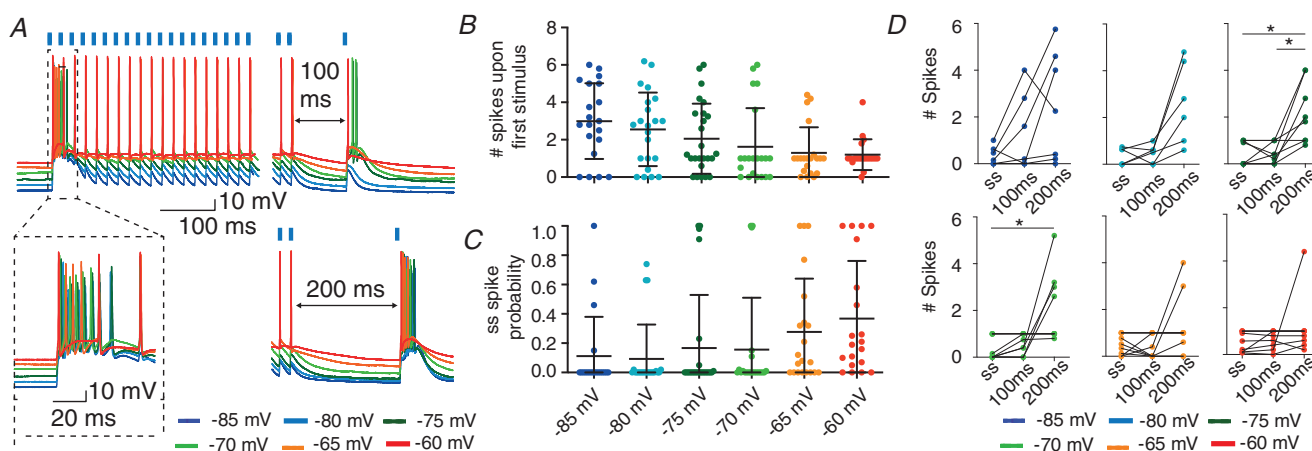 A
100
ms
10 mV
100 ms
200 ms
10 mV
20 ms
-85 mV -80 mV -75 mV
-70 mV -65 mV -60 mV
B
# spikes upon
first stimulus
8
6
4
2
0
C
ss spike
probability
1.0
0.8
0.6
0.4
0.2
0.0
-85 mV
-80 mV
-75 mV
-70 mV
-65 mV
-60 mV
D
# Spikes
6
4
2
0
ss 100ms 200ms
ss 100ms 200ms
* *
ss 100ms 200ms
# Spikes
6
4
2
0
*
ss 100ms 200ms
ss 100ms 200ms
ss 100ms 200ms
-85 mV -80 mV -75 mV
-70 mV -65 mV -60 mV